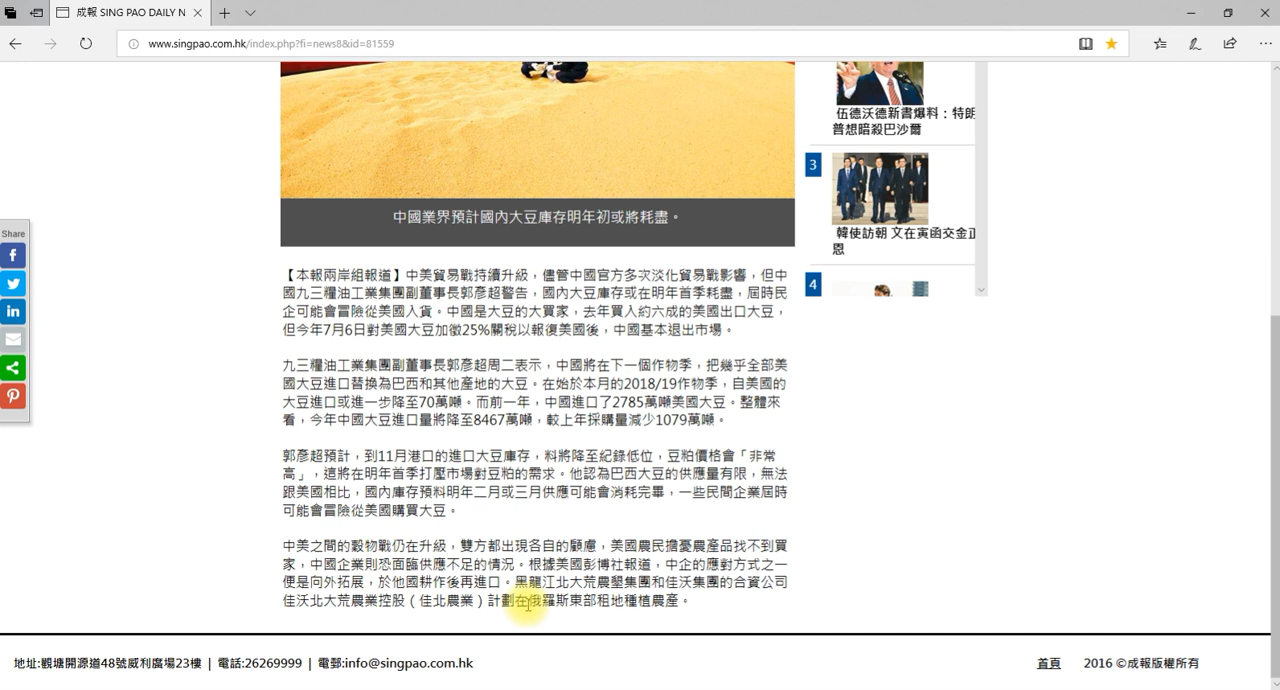 成報 SING PAO DAILY N
www.singpao.com.hk/index.php?fi=news8&id=81559
伍德沃德新書爆料：特朗
普想暗殺巴沙爾
3
韓使訪朝 文在寅函交金正
恩
4
Share
中國業界預計國內大豆庫存明年初或將耗盡。
【本報兩岸組報道】中美貿易戰持續升級，儘管中國官方多次淡化貿易戰影響，但中
國九三糧油工業集團副董事長郭彥超警告，國內大豆庫存或在明年首季耗盡，屆時民
企可能會冒險從美國入貨。中國是大豆的大買家，去年買入約六成的美國出口大豆，
但今年7月6日對美國大豆加徵25%關稅以報復美國後，中國基本退出市場。
九三糧油工業集團副董事長郭彥超周二表示，中國將在下一個作物季，把幾乎全部美
國大豆進口替換為巴西和其他產地的大豆。在始於本月的2018/19作物季，自美國的
大豆進口或進一步降至70萬噸。而前一年，中國進口了2785萬噸美國大豆。整體來
看，今年中國大豆進口量將降至8467萬噸，較上年採購量減少1079萬噸。
郭彥超預計，到11月港口的進口大豆庫存，料將降至紀錄低位，豆粕價格會「非常
高」，這將在明年首季打壓市場對豆粕的需求。他認為巴西大豆的供應量有限，無法
跟美國相比，國內庫存預料明年二月或三月供應可能會消耗完畢，一些民間企業屆時
可能會冒險從美國購買大豆。
中美之間的穀物戰仍在升級，雙方都出現各自的顧慮，美國農民擔憂農產品找不到買
家，中國企業則恐面臨供應不足的情況。根據美國彭博社報道，中企的應對方式之一
便是向外拓展，於他國耕作後再進口。黑龍江北大荒農墾集團和佳沃集團的合資公司
佳沃北大荒農業控股（佳北農業）計劃在俄羅斯東部租地種植農產。
地址:觀塘開源道48號威利廣場23樓 | 電話:26269999 | 電郵:info@singpao.com.hk
首頁 2016 ©成報版權所有